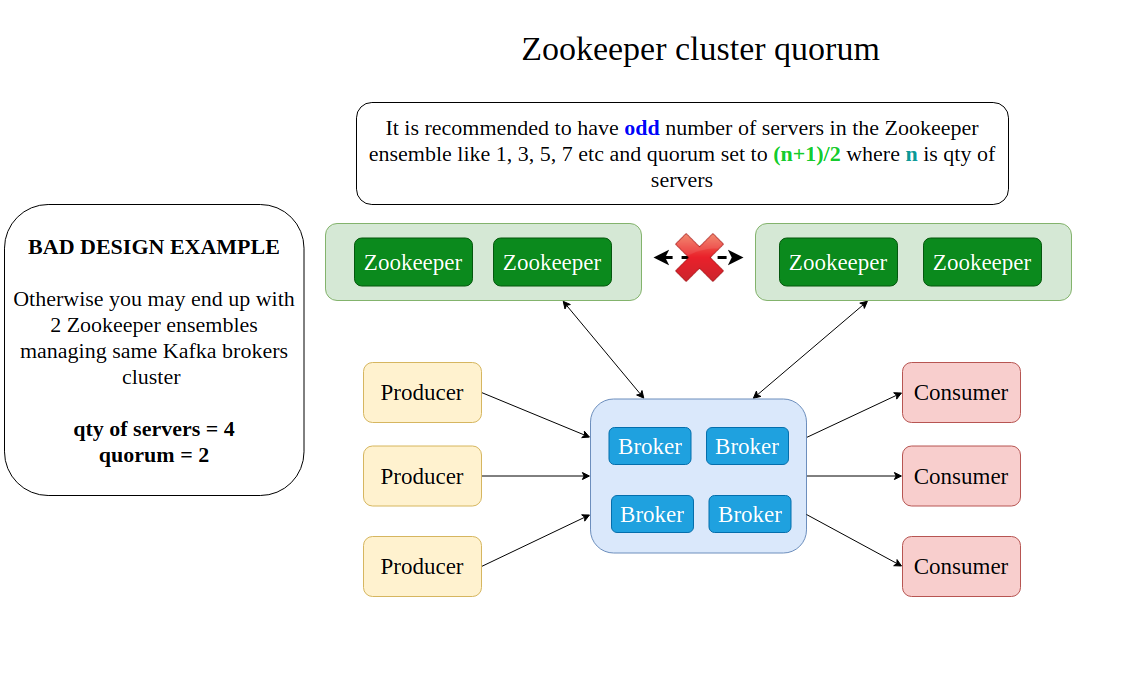 Zookeeper cluster quorum
It is recommended to have odd number of servers in the Zookeeper
ensemble like 1, 3, 5, 7 etc and quorum set to (n+1)/2 where n is qty of
servers
BAD DESIGN EXAMPLE
Otherwise you may end up with
2 Zookeeper ensembles
managing same Kafka brokers
cluster
qty of servers = 4
quorum = 2
Zookeeper
Zookeeper
Zookeeper
Zookeeper
Producer
Producer
Producer
Broker
Broker
Broker
Broker
Consumer
Consumer
Consumer